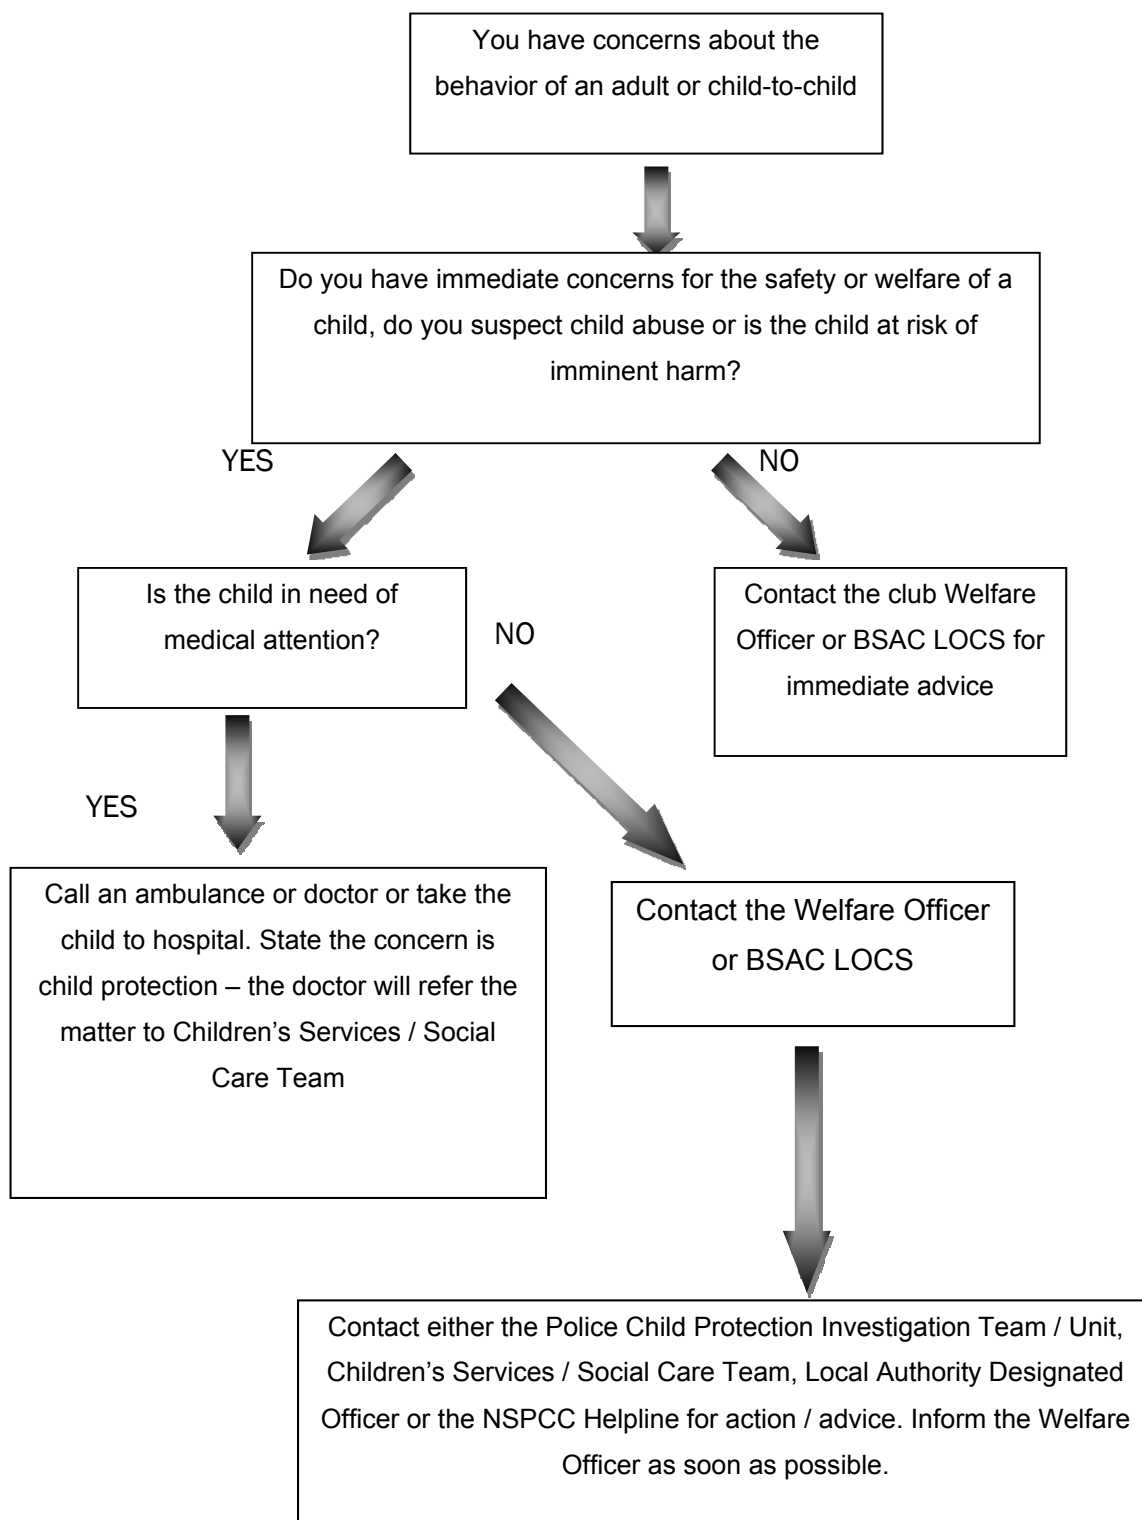 You have concerns about the
behavior of an adult or child-to-child
Do you have immediate concerns for the safety or welfare of a
child, do you suspect child abuse or is the child at risk of
imminent harm?
YES
NO
Is the child in need of
medical attention?
NO
Contact the club Welfare
Officer or BSAC LOCS for
immediate advice
YES
Call an ambulance or doctor or take the
child to hospital. State the concern is
child protection – the doctor will refer the
matter to Children’s Services / Social
Care Team
Contact the Welfare Officer
or BSAC LOCS
Contact either the Police Child Protection Investigation Team / Unit,
Children’s Services / Social Care Team, Local Authority Designated
Officer or the NSPCC Helpline for action / advice. Inform the Welfare
Officer as soon as possible.